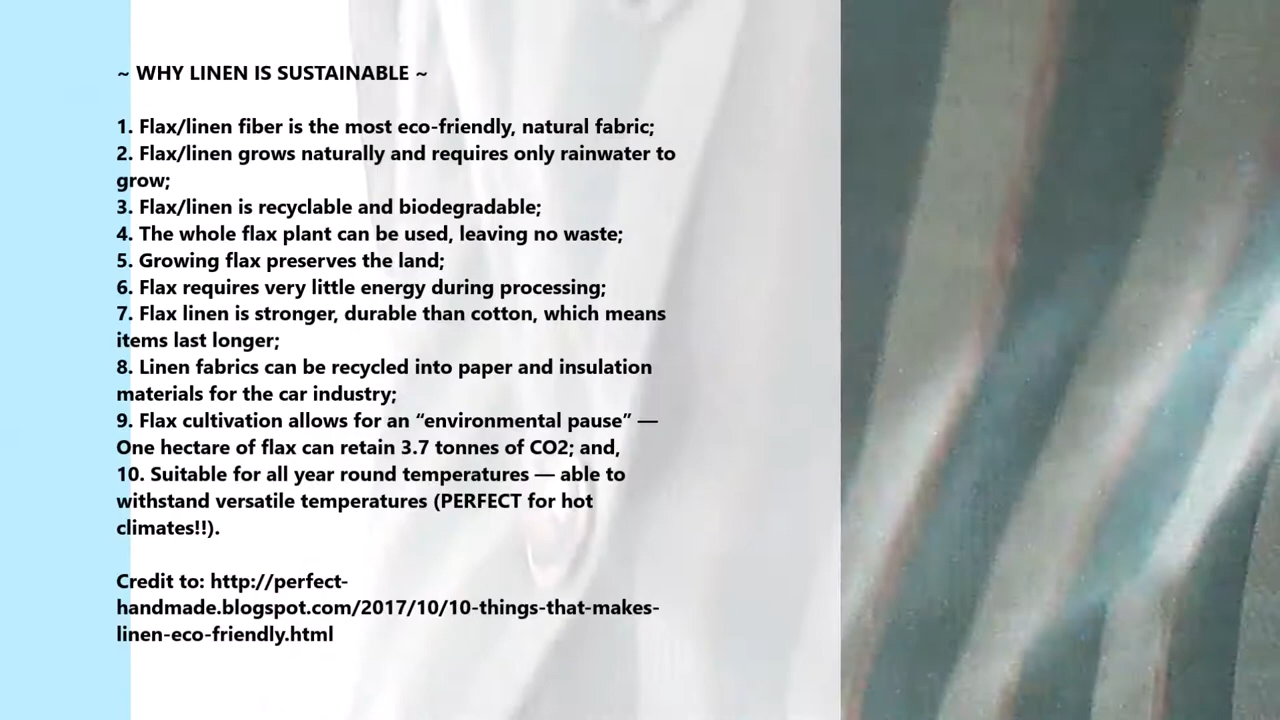 ~ WHY LINEN IS SUSTAINABLE ~
1. Flax/linen fiber is the most eco-friendly, natural fabric;
2. Flax/linen grows naturally and requires only rainwater to
grow;
3. Flax/linen is recyclable and biodegradable;
4. The whole flax plant can be used, leaving no waste;
5. Growing flax preserves the land;
6. Flax requires very little energy during processing;
7. Flax linen is stronger, durable than cotton, which means
items last longer;
8. Linen fabrics can be recycled into paper and insulation
materials for the car industry;
9. Flax cultivation allows for an “environmental pause” —
One hectare of flax can retain 3.7 tonnes of CO2; and,
10. Suitable for all year round temperatures — able to
withstand versatile temperatures (PERFECT for hot
climates!!).
Credit to: http://perfect-
handmade.blogspot.com/2017/10/10-things-that-makes-
linen-eco-friendly.html